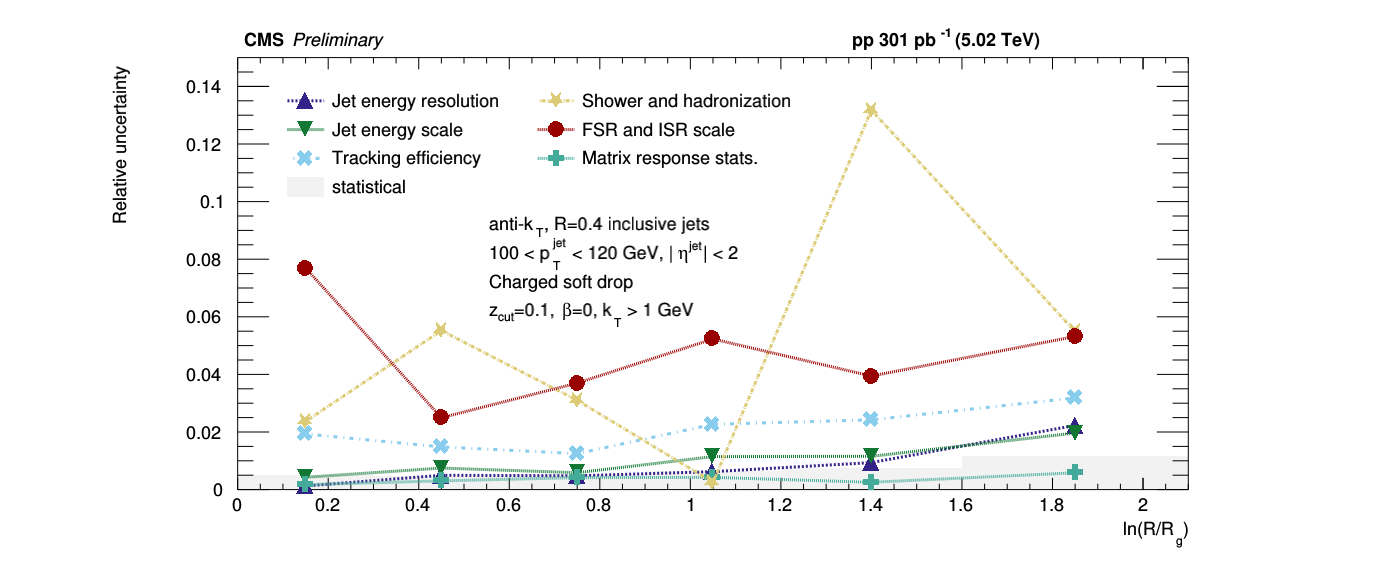 CMS Preliminary
pp 301 pb -1 (5.02 TeV)
Relative uncertainty
0.14
0.12
0.1
0.08
0.06
0.04
0.02
0
Jet energy resolution
Jet energy scale
Tracking efficiency
statistical
Shower and hadronization
FSR and ISR scale
Matrix response stats.
anti-kT, R=0.4 inclusive jets
100 < pTjet < 120 GeV, | ηjet| < 2
Charged soft drop
zcut=0.1, β=0, kT > 1 GeV
0 0.2 0.4 0.6 0.8 1 1.2 1.4 1.6 1.8 2
ln(R/Rg)